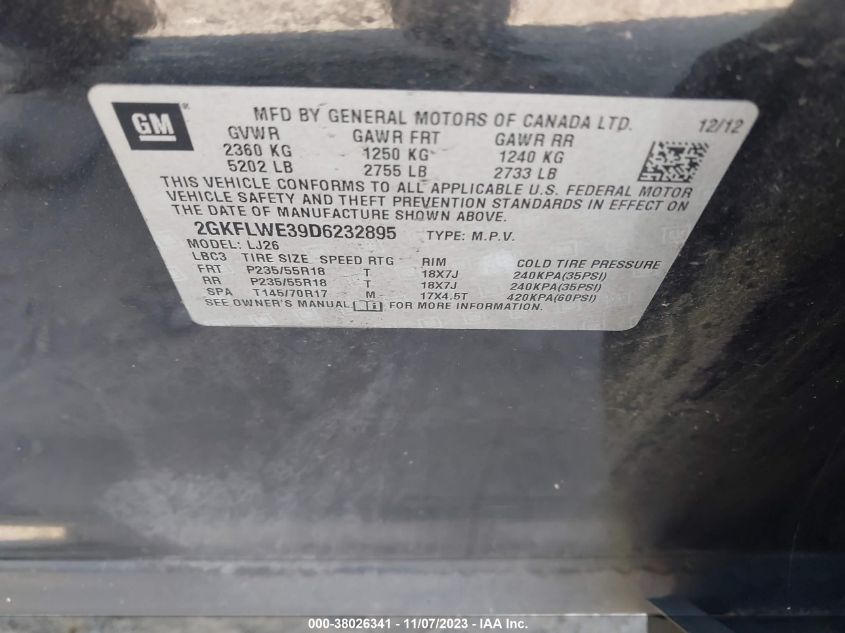 GM
MFD BY GENERAL MOTORS OF CANADA LTD. 12/12
GVWR GAWR FRT GAWR RR
2360 KG 1250 KG 1240 KG
5202 LB 2755 LB 2733 LB
THIS VEHICLE CONFORMS TO ALL APPLICABLE U.S. FEDERAL MOTOR
VEHICLE SAFETY AND THEFT PREVENTION STANDARDS IN EFFECT ON
THE DATE OF MANUFACTURE SHOWN ABOVE.
2GKFLWE39D6232895 TYPE: M.P.V.
MODEL: LJ26
LBC3 TIRE SIZE SPEED RTG RIM COLD TIRE PRESSURE
FRT P235/55R18 T 18X7J 240KPA(35PSI)
RR P235/55R18 T 18X7J 240KPA(35PSI)
SPA T145/70R17 M 17X4.5T 420KPA(60PSI)
SEE OWNER'S MANUAL FOR MORE INFORMATION.
000-38026341 - 11/07/2023 - IAA Inc.